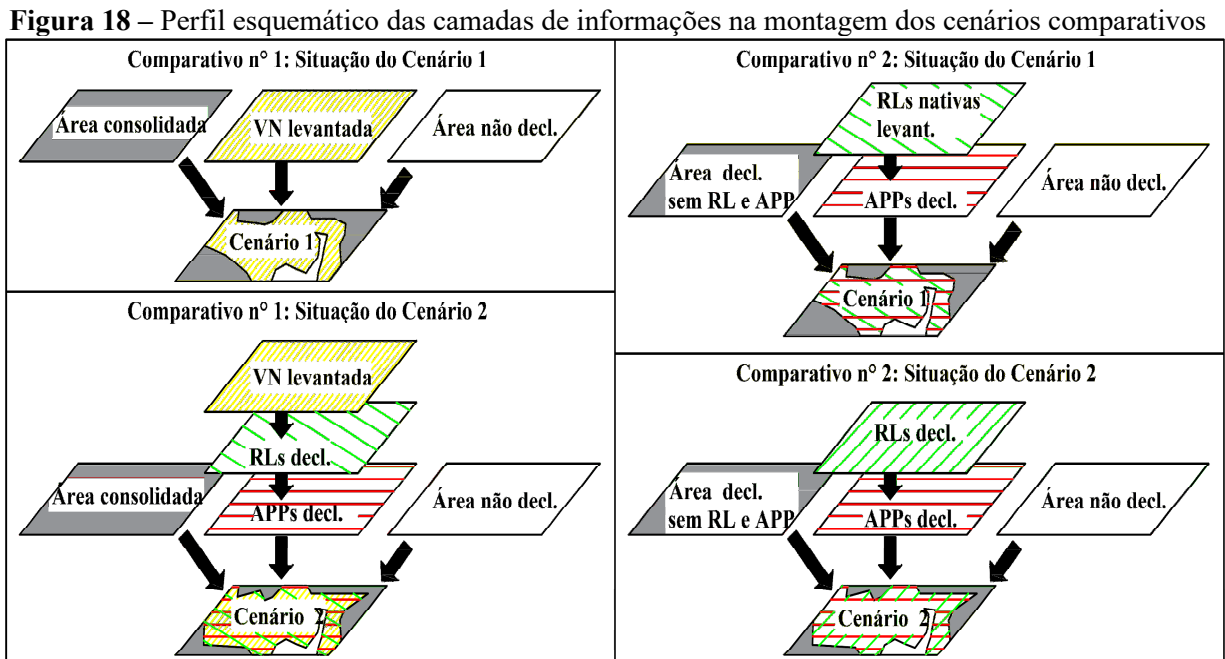 Figura 18 – Perfil esquemático das camadas de informações na montagem dos cenários comparativos
Comparativo n° 1: Situação do Cenário 1
Área consolidada
VN levantada
Área não decl.
Cenário 1
Comparativo n° 2: Situação do Cenário 1
RLs nativas
levant.
Área decl.
sem RL e APP
APPs decl.
Área não decl.
Cenário 1
Comparativo n° 1: Situação do Cenário 2
VN levantada
RLs decl.
Área consolidada
APPs decl.
Área não decl.
Cenário 2
Comparativo n° 2: Situação do Cenário 2
RLs decl.
Área decl.
sem RL e APP
APPs decl.
Área não decl.
Cenário 2